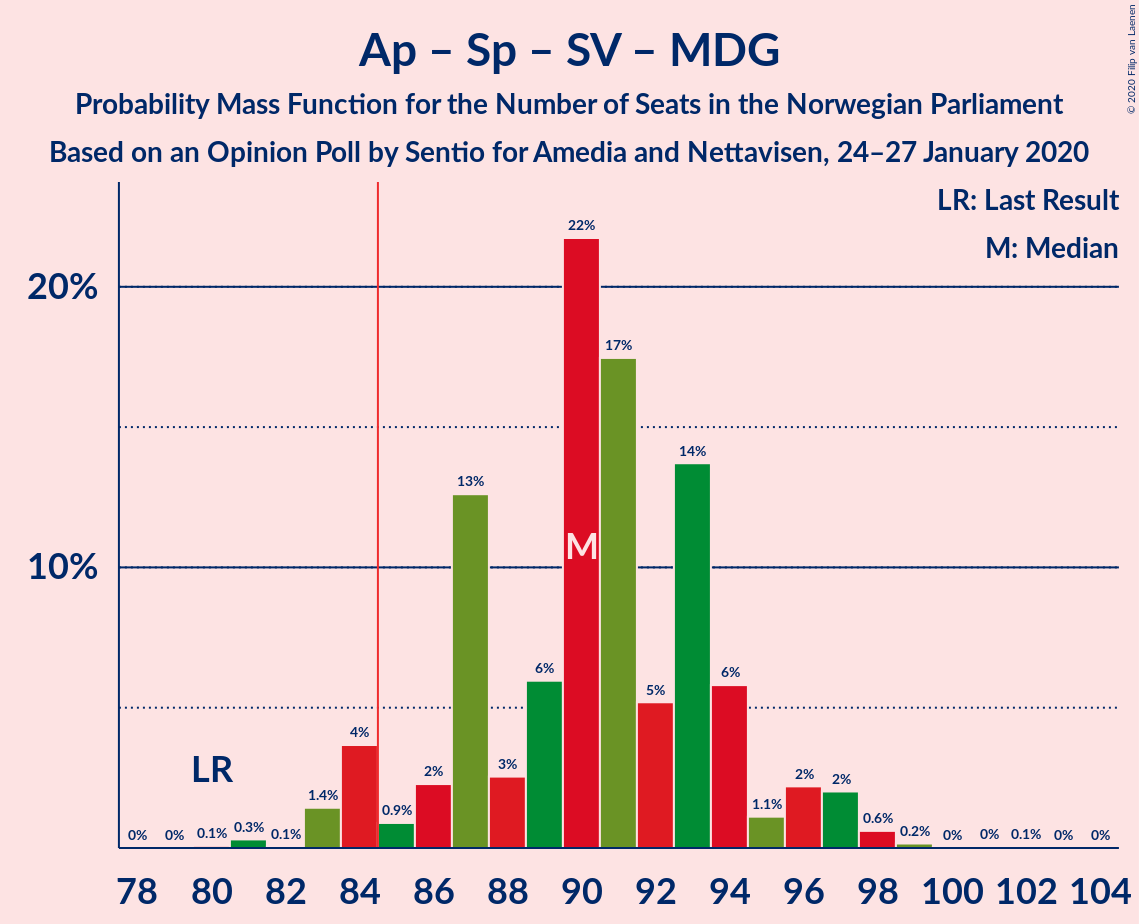 Ap – Sp – SV – MDG
Probability Mass Function for the Number of Seats in the Norwegian Parliament
Based on an Opinion Poll by Sentio for Amedia and Nettavisen, 24–27 January 2020
© 2020 Filip van Laenen
LR: Last Result
M: Median
20%
10%
0% 0% 0.1% 0.3% 0.1% 1.4% 4% 0.9% 2% 13% 3% 6% 22% 17% 5% 14% 6% 1.1% 2% 2% 0.6% 0.2% 0% 0% 0.1% 0% 0%
LR
M
78 80 82 84 86 88 90 92 94 96 98 100 102 104